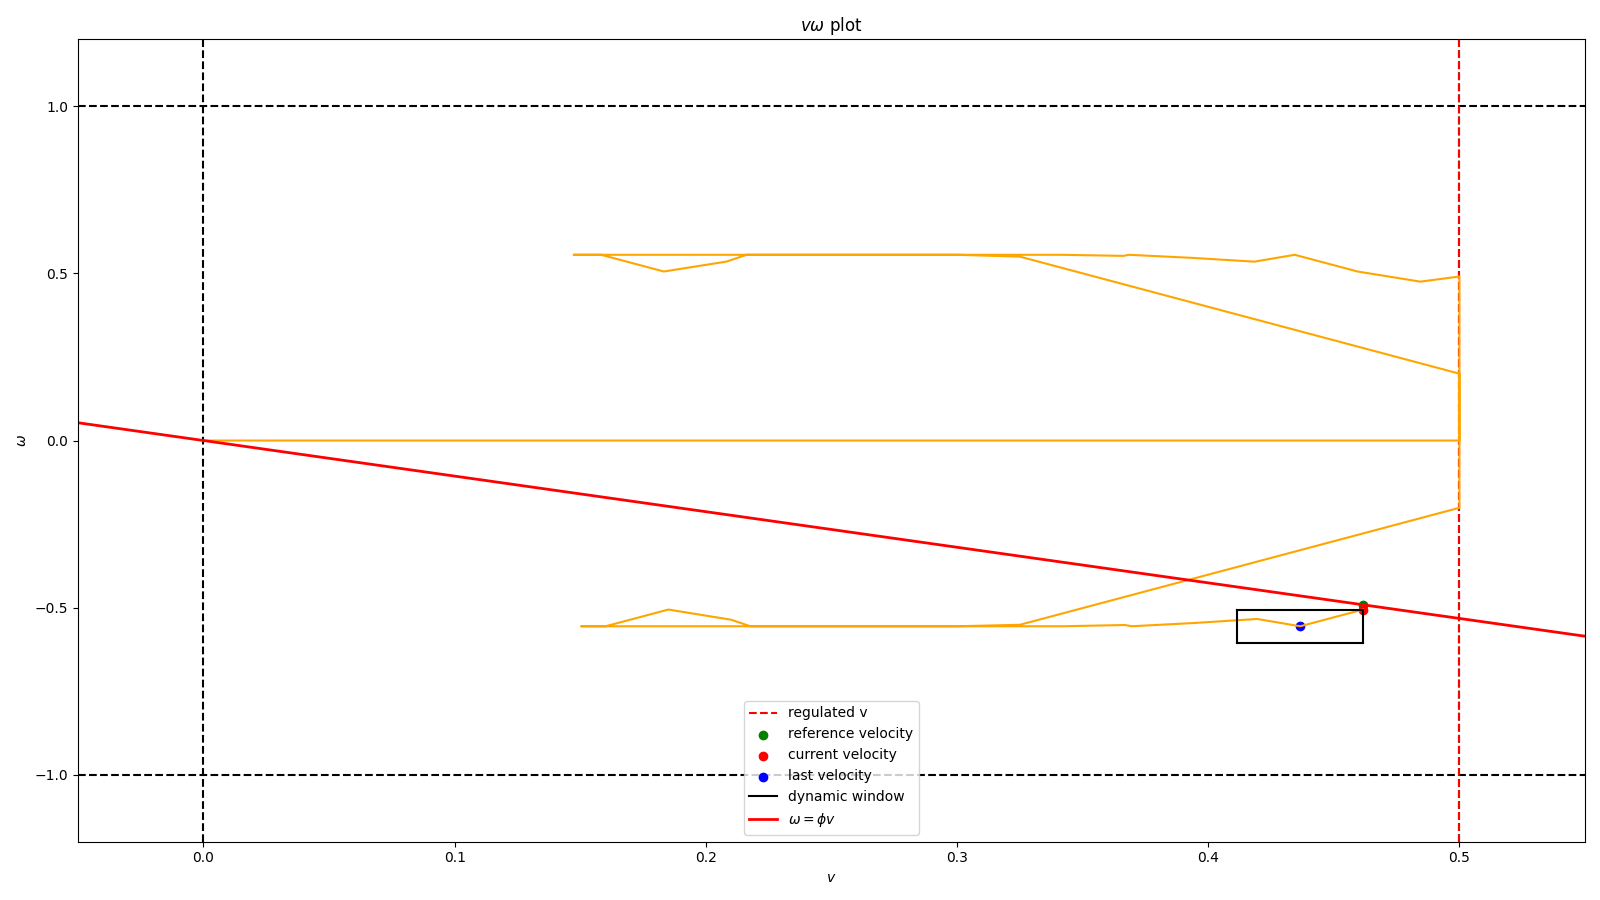 vω plot
1.0
0.5
0.0
−0.5
−1.0
ω
0.0
0.1
0.2
0.3
0.4
0.5
v
regulated v
reference velocity
current velocity
last velocity
dynamic window
ω = ϕv